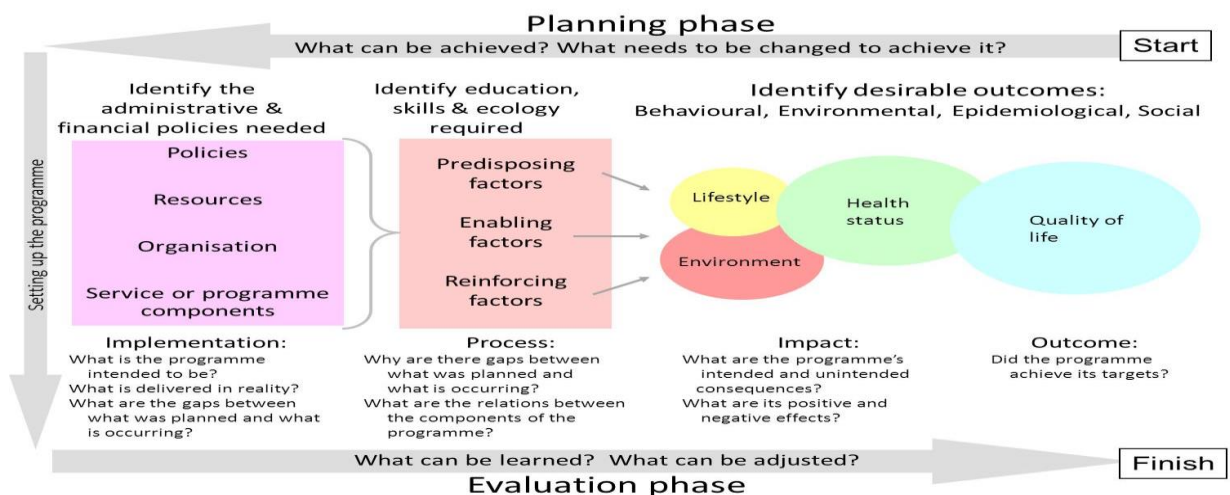 Planning phase
What can be achieved? What needs to be changed to achieve it?
Start
Setting up the programme
Identify the
administrative &
financial policies needed
Policies
Resources
Organisation
Service or programme
components
Identify education,
skills & ecology
required
Predisposing
factors
Enabling
factors
Reinforcing
factors
Identify desirable outcomes:
Behavioural, Environmental, Epidemiological, Social
Lifestyle
Environment
Health
status
Quality of
life
Implementation:
What is the programme
intended to be?
What is delivered in reality?
What are the gaps between
what was planned and what
is occurring?
Process:
Why are there gaps between
what was planned and
what is occurring?
What are the relations between
the components of the
programme?
Impact:
What are the programme's
intended and unintended
consequences?
What are its positive and
negative effects?
Outcome:
Did the programme
achieve its targets?
What can be learned? What can be adjusted?
Finish
Evaluation phase